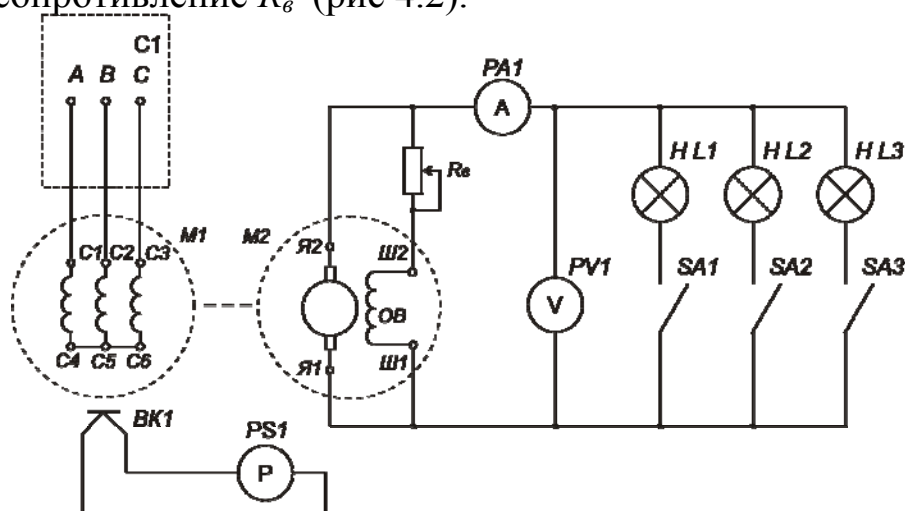 сопротивление Rв (рис 4.2).
C1
A B C
PA1
A
HL1 HL2 HL3
Rв
M1 M2
C1 C2 C3
Я2 Ш2
PV1
V
SA1 SA2 SA3
ОВ
C4 C5 C6
Я1 Ш1
BK1
PS1
P